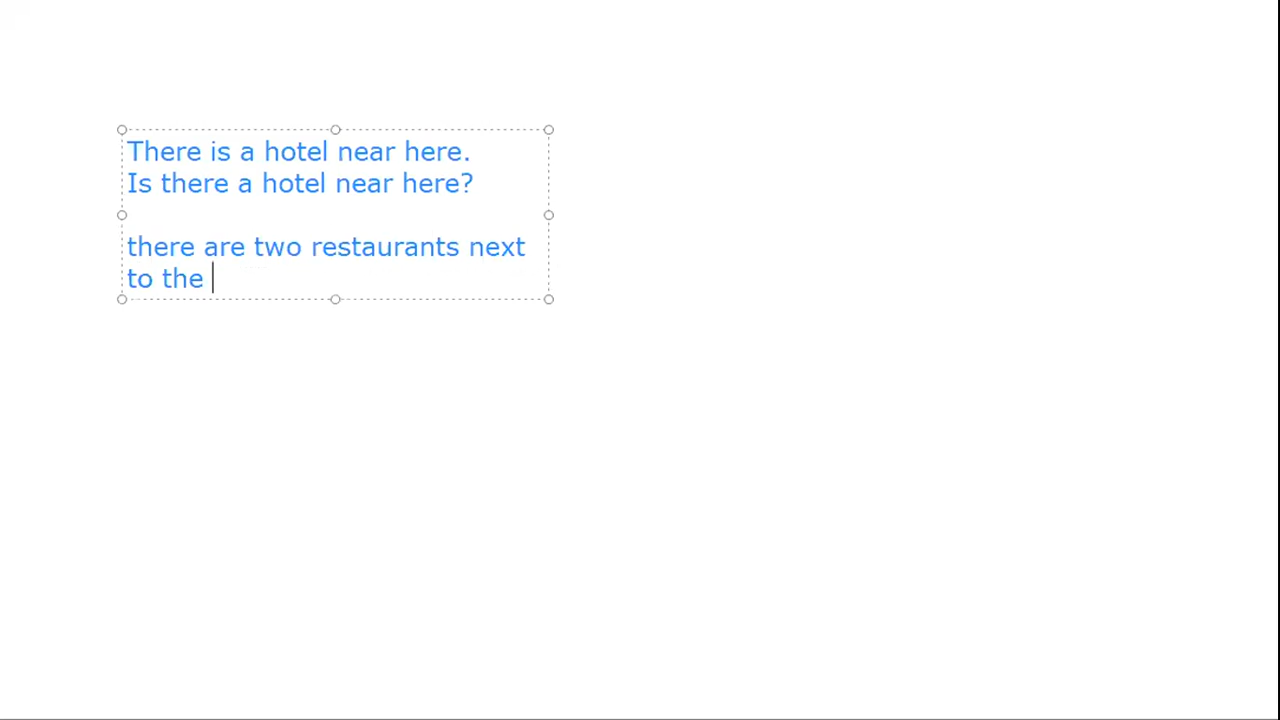 There is a hotel near here.
Is there a hotel near here?
there are two restaurants next
to the